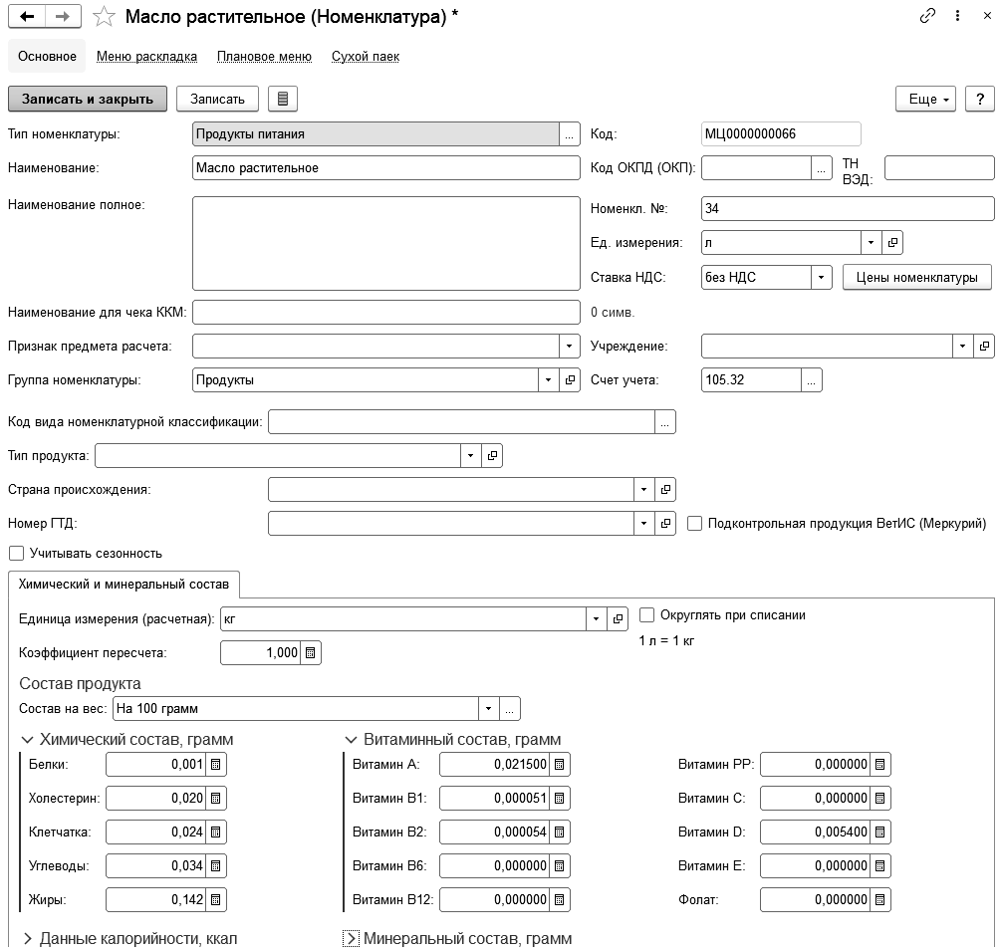 Масло растительное (Номенклатура) *
Основное Меню раскладка Плановое меню Сухой паек
Записать и закрыть Записать Еще ?
Тип номенклатуры: Продукты питания ... Код: МЦ0000000066
Наименование: Масло растительное Код ОКПД (ОКП): ... ТН ВЭД:
Наименование полное: Номенкл. №: 34
Ед. измерения: л
Ставка НДС: без НДС Цены номенклатуры
Наименование для чека ККМ: 0 симв.
Признак предмета расчета: Учреждение:
Группа номенклатуры: Продукты Счет учета: 105.32 ...
Код вида номенклатурной классификации: ...
Тип продукта:
Страна происхождения:
Номер ГТД: Подконтрольная продукция ВетИС (Меркурий)
Учитывать сезонность
Химический и минеральный состав
Единица измерения (расчетная): кг Округлять при списании
1 л = 1 кг
Коэффициент пересчета: 1,000
Состав продукта
Состав на вес: На 100 грамм ...
Химический состав, грамм Витаминный состав, грамм
Белки: 0,001 Витамин A: 0,021500 Витамин PP: 0,000000
Холестерин: 0,020 Витамин B1: 0,000051 Витамин C: 0,000000
Клетчатка: 0,024 Витамин B2: 0,000054 Витамин D: 0,005400
Углеводы: 0,034 Витамин B6: 0,000000 Витамин E: 0,000000
Жиры: 0,142 Витамин B12: 0,000000 Фолат: 0,000000
Данные калорийности, ккал Минеральный состав, грамм